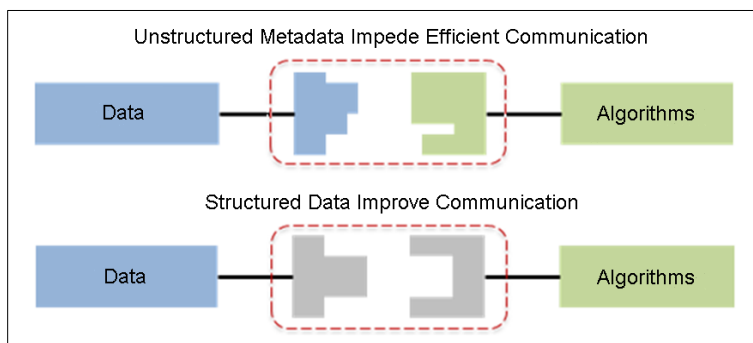 Unstructured Metadata Impede Efficient Communication
Data
Algorithms
Structured Data Improve Communication
Data
Algorithms